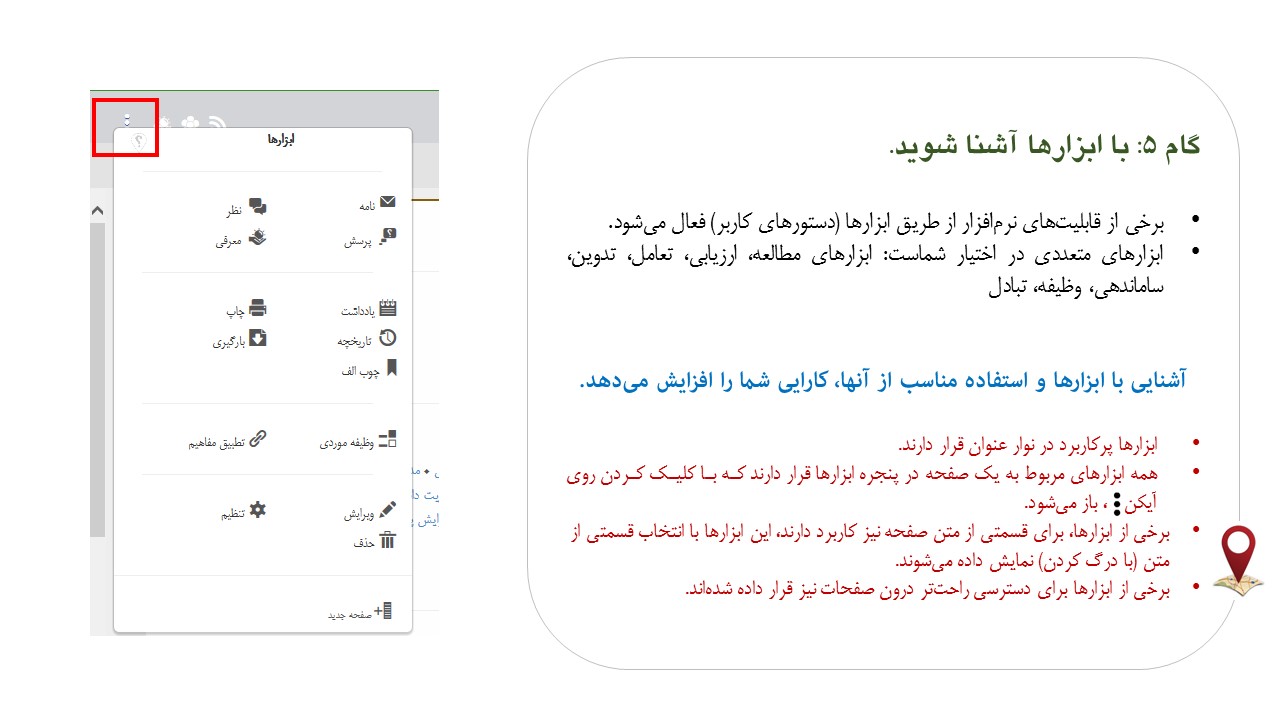 گام ۵: با ابزارها آشنا شوید.
• برخی از قابلیت‌های نرم‌افزار از طریق ابزارها (دستورهای کاربر) فعال می‌شود.
• ابزارهای متعددی در اختیار شماست: ابزارهای مطالعه، ارزیابی، تعامل، تدوین،
ساماندهی، وظیفه، تبادل
آشنایی با ابزارها و استفاده مناسب از آنها، کارایی شما را افزایش می‌دهد.
• ابزارها پرکاربرد در نوار عنوان قرار دارند.
• همه ابزارهای مربوط به یک صفحه در پنجره ابزارها قرار دارند که با کلیک کردن روی
آیکن ، باز می‌شود.
• برخی از ابزارها، برای قسمتی از متن صفحه نیز کاربرد دارند، این ابزارها با انتخاب قسمتی از
متن (با درگ کردن) نمایش داده می‌شوند.
• برخی از ابزارها برای دسترسی راحت‌تر درون صفحات نیز قرار داده شده‌اند.
ابزارها
؟
نامه نظر
پرسش معرفی
یادداشت چاپ
تاریخچه بارگیری
چوب الف
وظیفه موردی تطبیق مفاهیم
ویرایش تنظیم
حذف
صفحه جدید